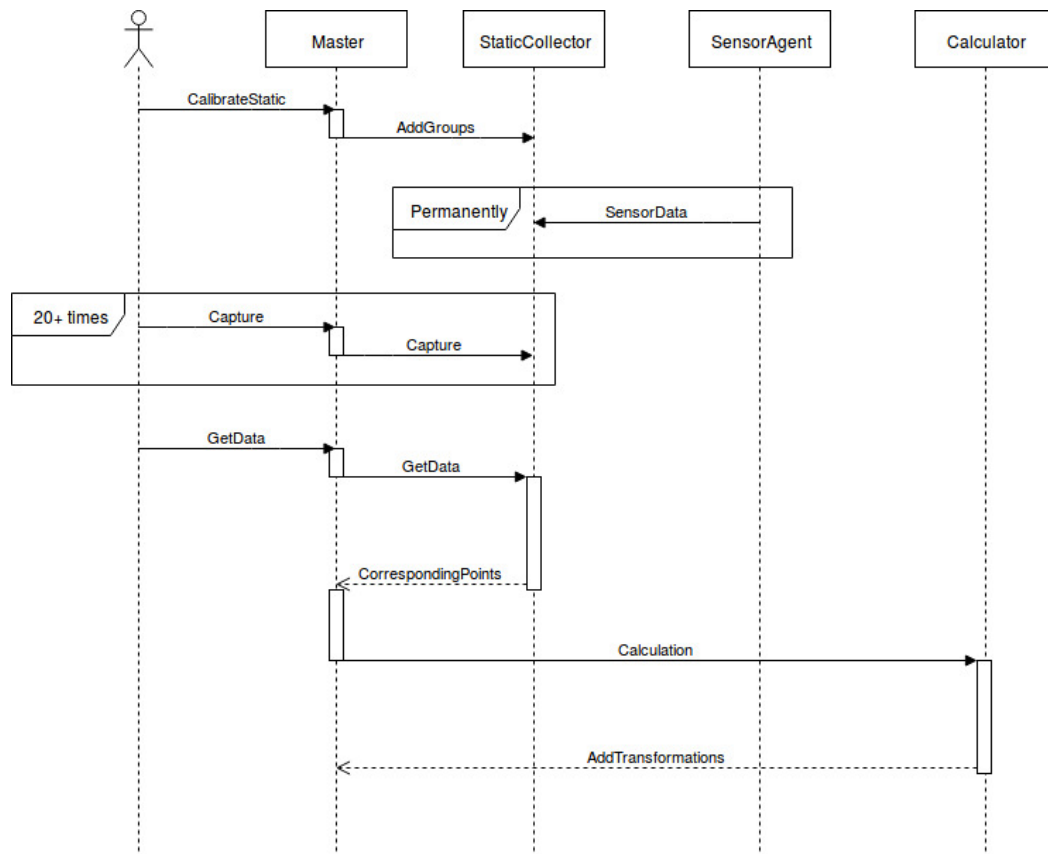 Master
StaticCollector
SensorAgent
Calculator
CalibrateStatic
AddGroups
Permanently
SensorData
20+ times
Capture
Capture
GetData
GetData
CorrespondingPoints
Calculation
AddTransformations